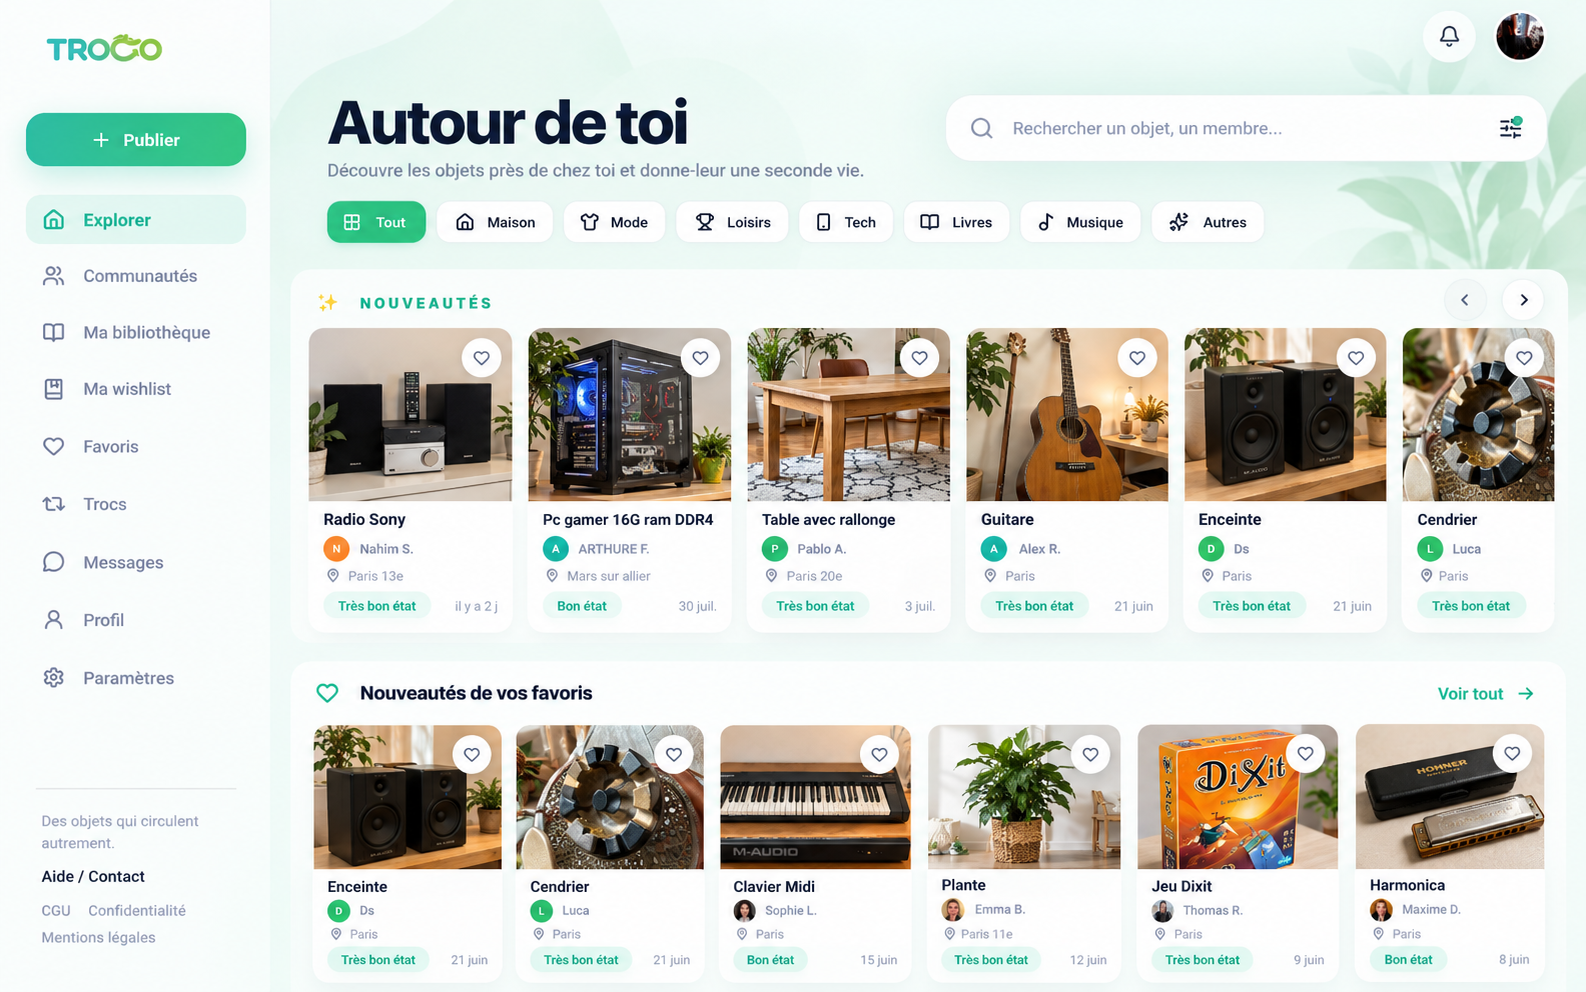 TROCO
+ Publier
Explorer
Communautés
Ma bibliothèque
Ma wishlist
Favoris
Trocs
Messages
Profil
Paramètres
Des objets qui circulent
autrement.
Aide / Contact
CGU Confidentialité
Mentions légales
Autour de toi
Découvre les objets près de chez toi et donne-leur une seconde vie.
Rechercher un objet, un membre...
Tout Maison Mode Loisirs Tech Livres Musique Autres
NOUVEAUTÉS
Radio Sony
N Nahim S.
Paris 13e
Très bon état il y a 2 j
Pc gamer 16G ram DDR4
A ARTHURE F.
Mars sur allier
Bon état 30 juil.
Table avec rallonge
P Pablo A.
Paris 20e
Très bon état 3 juil.
Guitare
A Alex R.
Paris
Très bon état 21 juin
M-AUDIO
Enceinte
D Ds
Paris
Très bon état 21 juin
Cendrier
L Luca
Paris
Très bon état
Nouveautés de vos favoris
Voir tout →
M-AUDIO
Enceinte
D Ds
Paris
Très bon état 21 juin
Cendrier
L Luca
Paris
Très bon état 21 juin
M-AUDIO
Clavier Midi
Sophie L.
Paris
Bon état 15 juin
Plante
Emma B.
Paris 11e
Très bon état 12 juin
DiXit
Jeu Dixit
Thomas R.
Paris
Très bon état 9 juin
HOHNER
Harmonica
Maxime D.
Paris
Bon état 8 juin